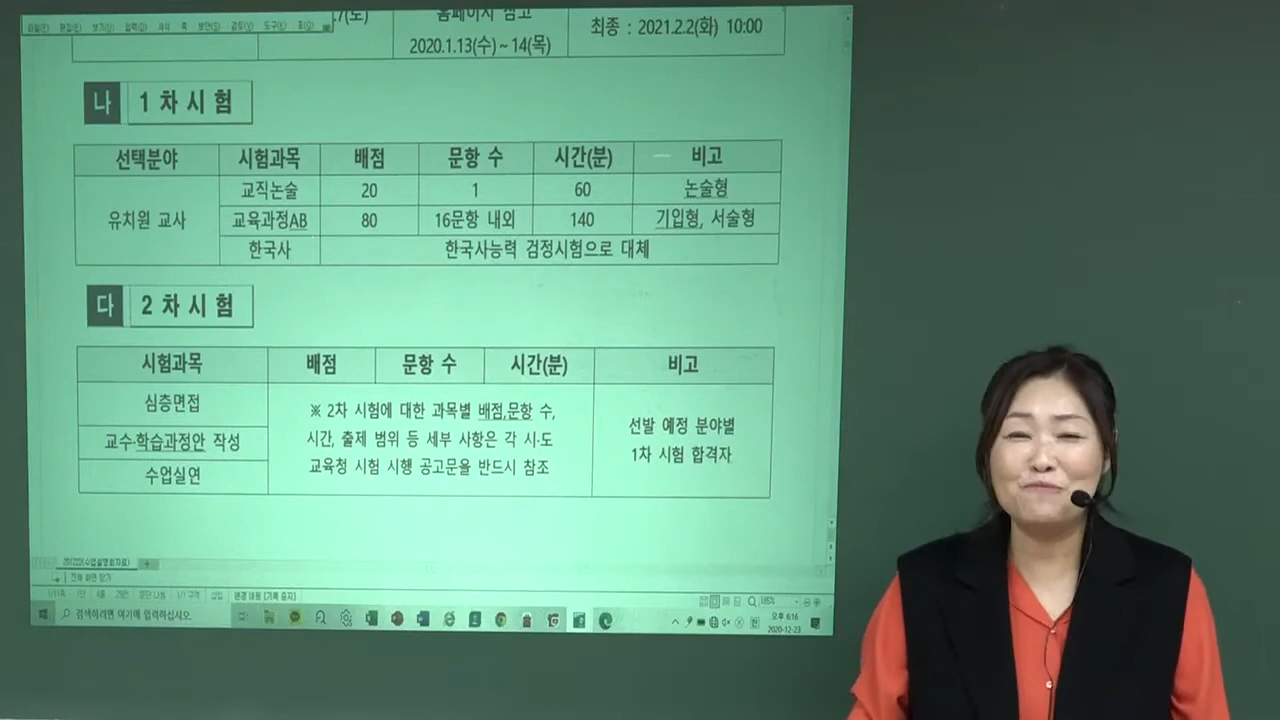 .7(토)
홈페이지 참고
2020.1.13(수) ~ 14(목)
최종 : 2021.2.2(화) 10:00
나 1차시험
선택분야 시험과목 배점 문항 수 시간(분) 비고
유치원 교사
교직논술 20 1 60 논술형
교육과정AB 80 16문항 내외 140 기입형, 서술형
한국사 한국사능력 검정시험으로 대체
다 2차시험
시험과목 배점 문항 수 시간(분) 비고
심층면접
교수·학습과정안 작성
수업실연
※ 2차 시험에 대한 과목별 배점,문항 수,
시간, 출제 범위 등 세부 사항은 각 시·도
교육청 시험 시행 공고문을 반드시 참조
선발 예정 분야별
1차 시험 합격자
검색하려면 여기에 입력하십시오.
오후 6:16
2020-12-23